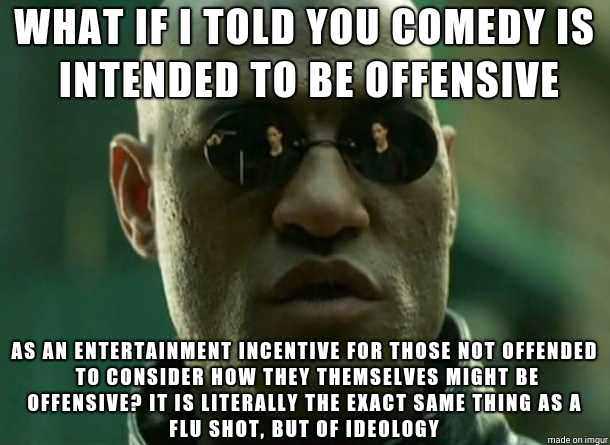 WHAT IF I TOLD YOU COMEDY IS
INTENDED TO BE OFFENSIVE
AS AN ENTERTAINMENT INCENTIVE FOR THOSE NOT OFFENDED
TO CONSIDER HOW THEY THEMSELVES MIGHT BE
OFFENSIVE? IT IS LITERALLY THE EXACT SAME THING AS A
FLU SHOT, BUT OF IDEOLOGY
made on imgur